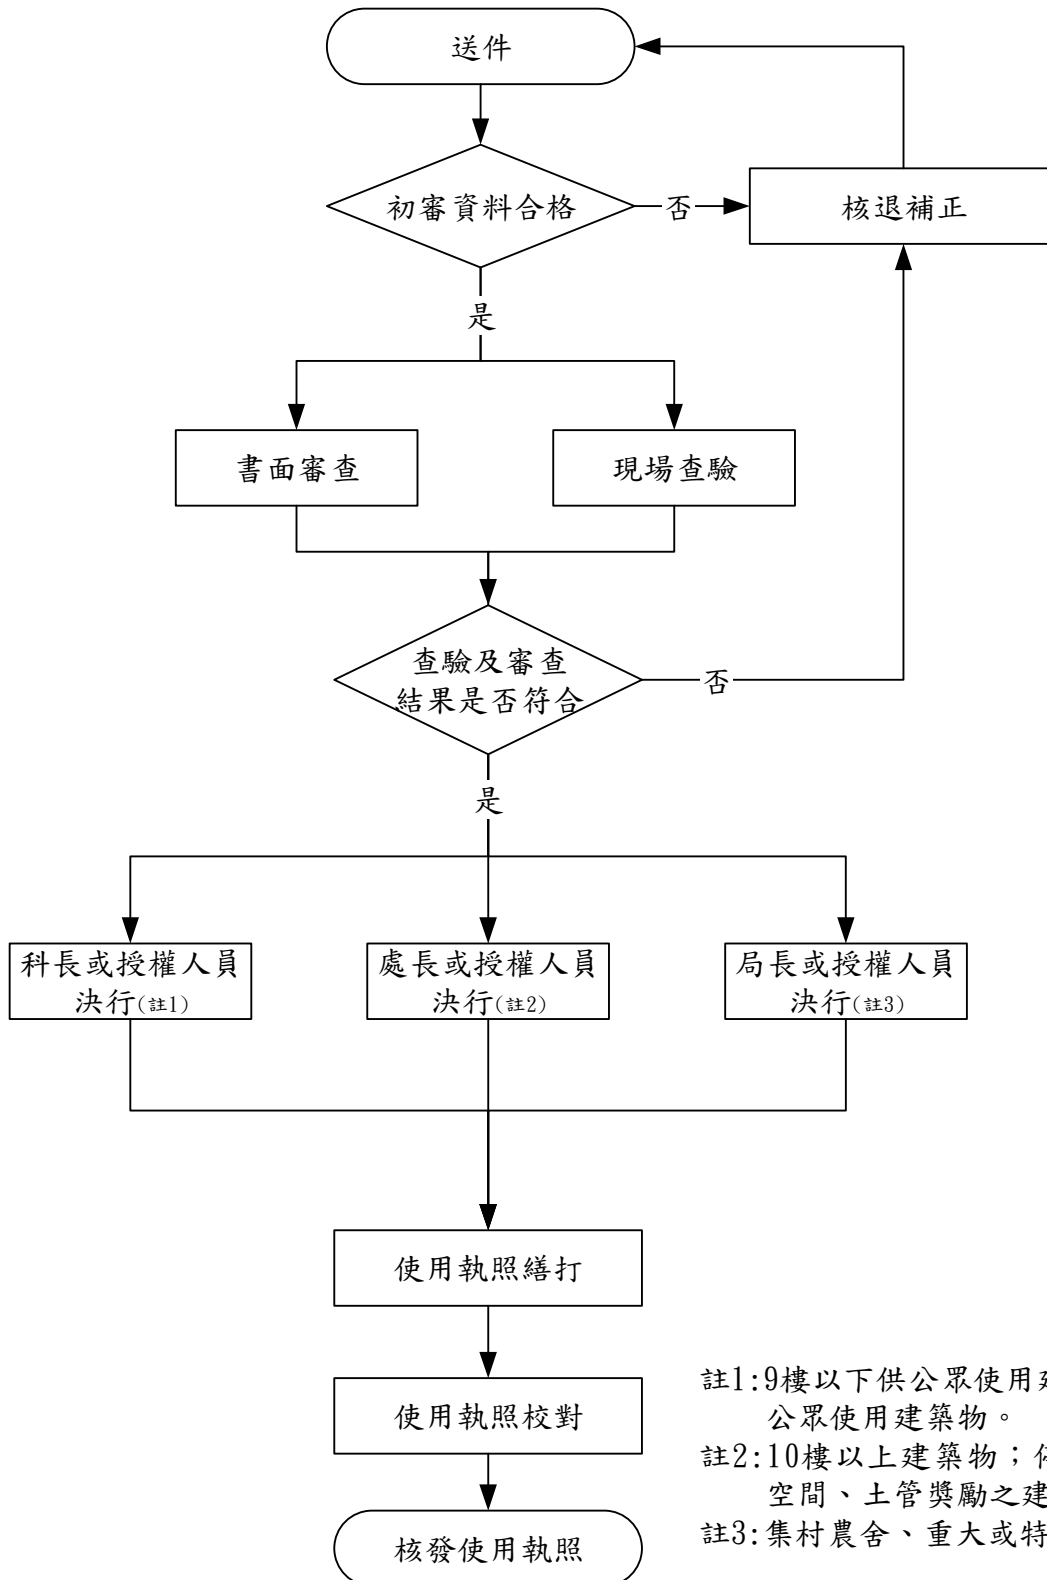 送件
初審資料合格
否
核退補正
是
書面審查
現場查驗
查驗及審查
結果是否符合
否
是
科長或授權人員
決行(註1)
處長或授權人員
決行(註2)
局長或授權人員
決行(註3)
使用執照繕打
使用執照校對
核發使用執照
註1:9樓以下供公眾使用
公眾使用建築物。
註2:10樓以上建築物；
空間、土管獎勵之建
註3:集村農舍、重大或特